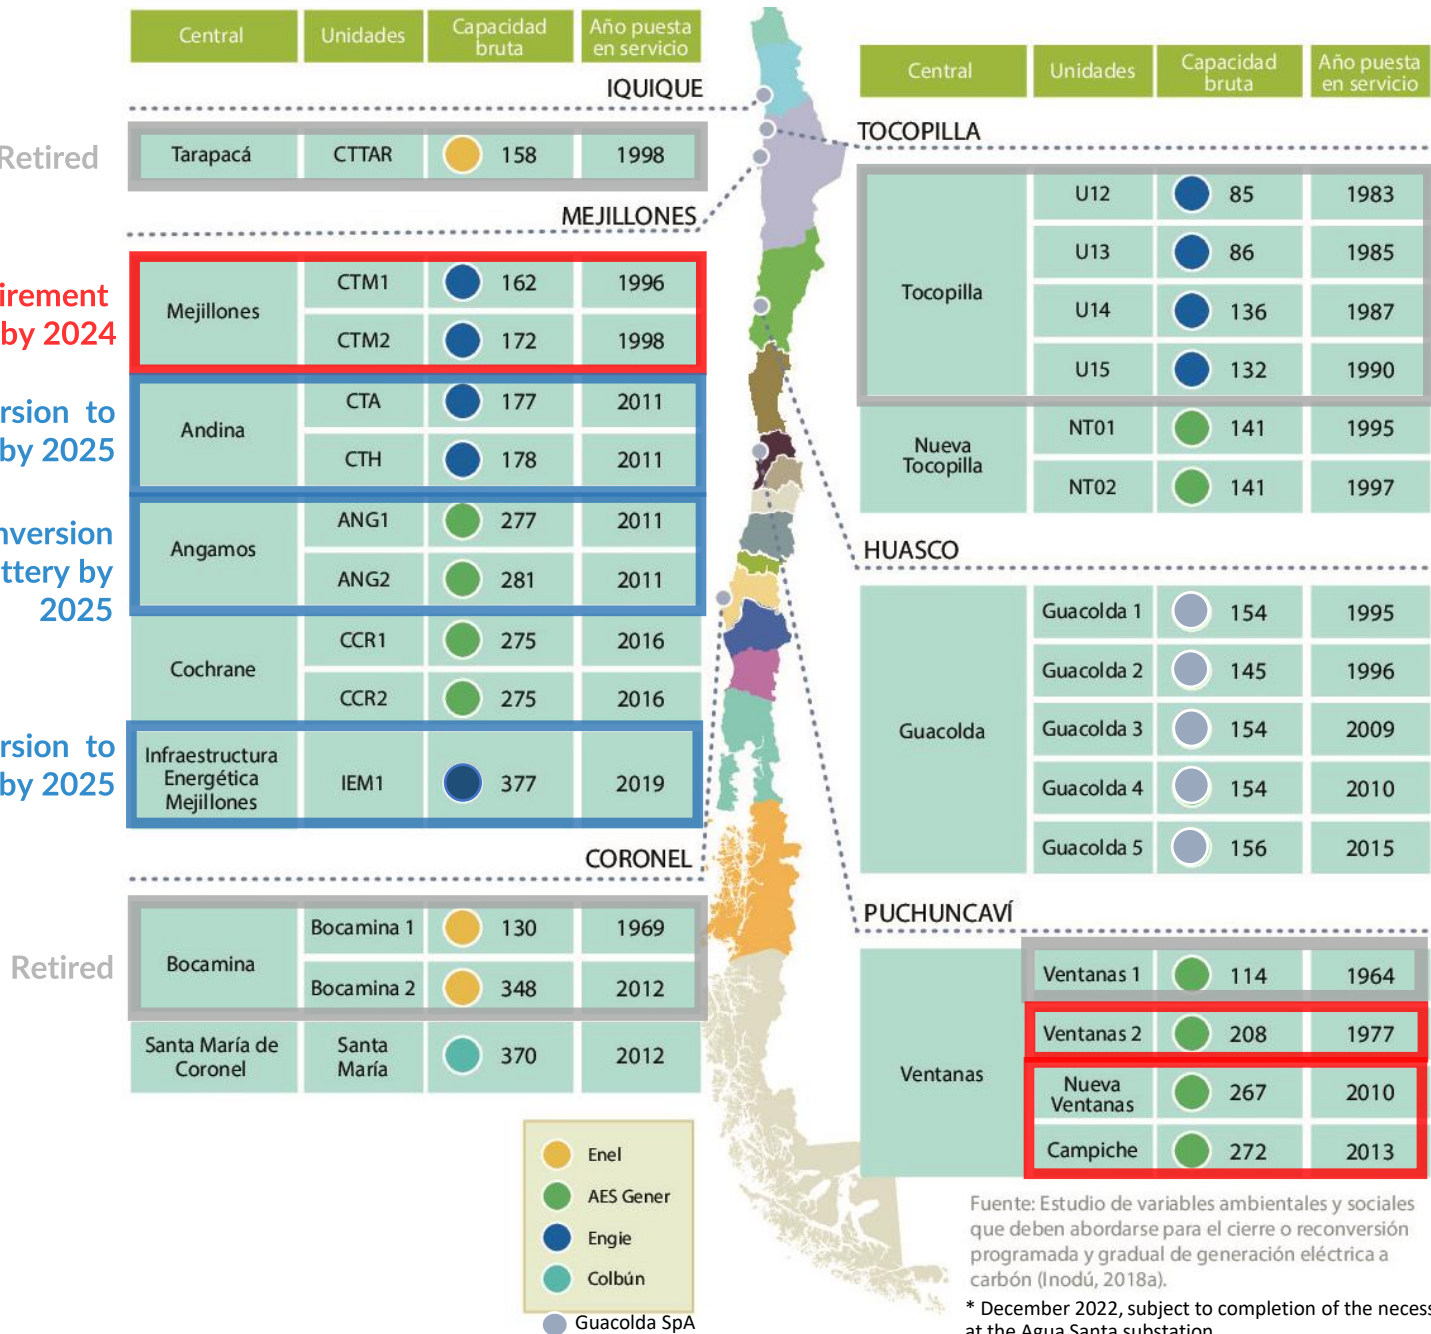 Central Unidades Capacidad bruta Año puesta en servicio
IQUIQUE
Retired
Tarapacá CTTAR 158 1998
MEJILLONES
irement
by 2024
Mejillones
CTM1 162 1996
CTM2 172 1998
rsion to
by 2025
Andina
CTA 177 2011
CTH 178 2011
nversion
ttery by
2025
Angamos
ANG1 277 2011
ANG2 281 2011
Cochrane
CCR1 275 2016
CCR2 275 2016
rsion to
by 2025
Infraestructura
Energética
Mejillones
IEM1 377 2019
CORONEL
Retired
Bocamina
Bocamina 1 130 1969
Bocamina 2 348 2012
Santa María de
Coronel
Santa
María
370 2012
Enel
AES Gener
Engie
Colbún
Guacolda SpA
Central Unidades Capacidad bruta Año puesta en servicio
TOCOPILLA
Tocopilla
U12 85 1983
U13 86 1985
U14 136 1987
U15 132 1990
Nueva
Tocopilla
NT01 141 1995
NT02 141 1997
HUASCO
Guacolda
Guacolda 1 154 1995
Guacolda 2 145 1996
Guacolda 3 154 2009
Guacolda 4 154 2010
Guacolda 5 156 2015
PUCHUNCAVÍ
Ventanas
Ventanas 1 114 1964
Ventanas 2 208 1977
Nueva
Ventanas
267 2010
Campiche 272 2013
Fuente: Estudio de variables ambientales y sociales
que deben abordarse para el cierre o reconversión
programada y gradual de generación eléctrica a
carbón (Inodú, 2018a).
* December 2022, subject to completion of the necess
at the Agua Santa substation